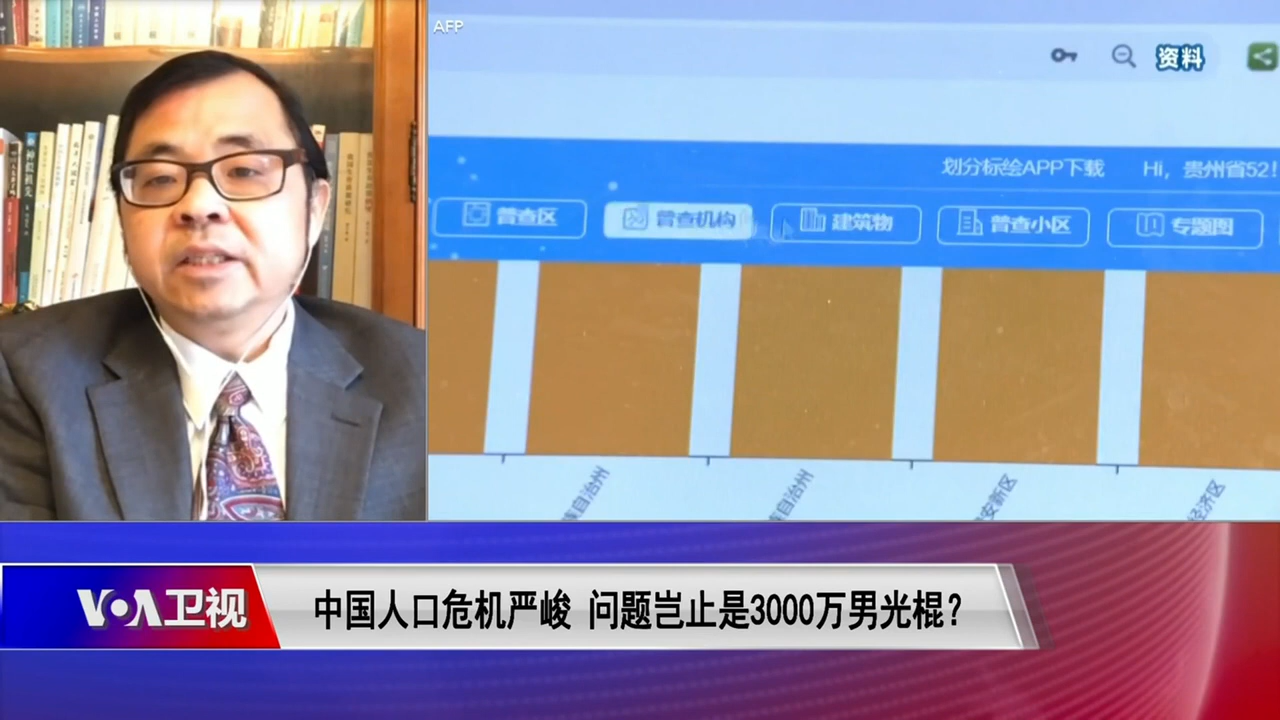 AFP
资料
划分标绘APP下载
Hi，贵州省52！
普查区
普查机构
建筑物
普查小区
专题图
自治州
自治州
安新区
经济区
VOA卫视
中国人口危机严峻 问题岂止是3000万男光棍？